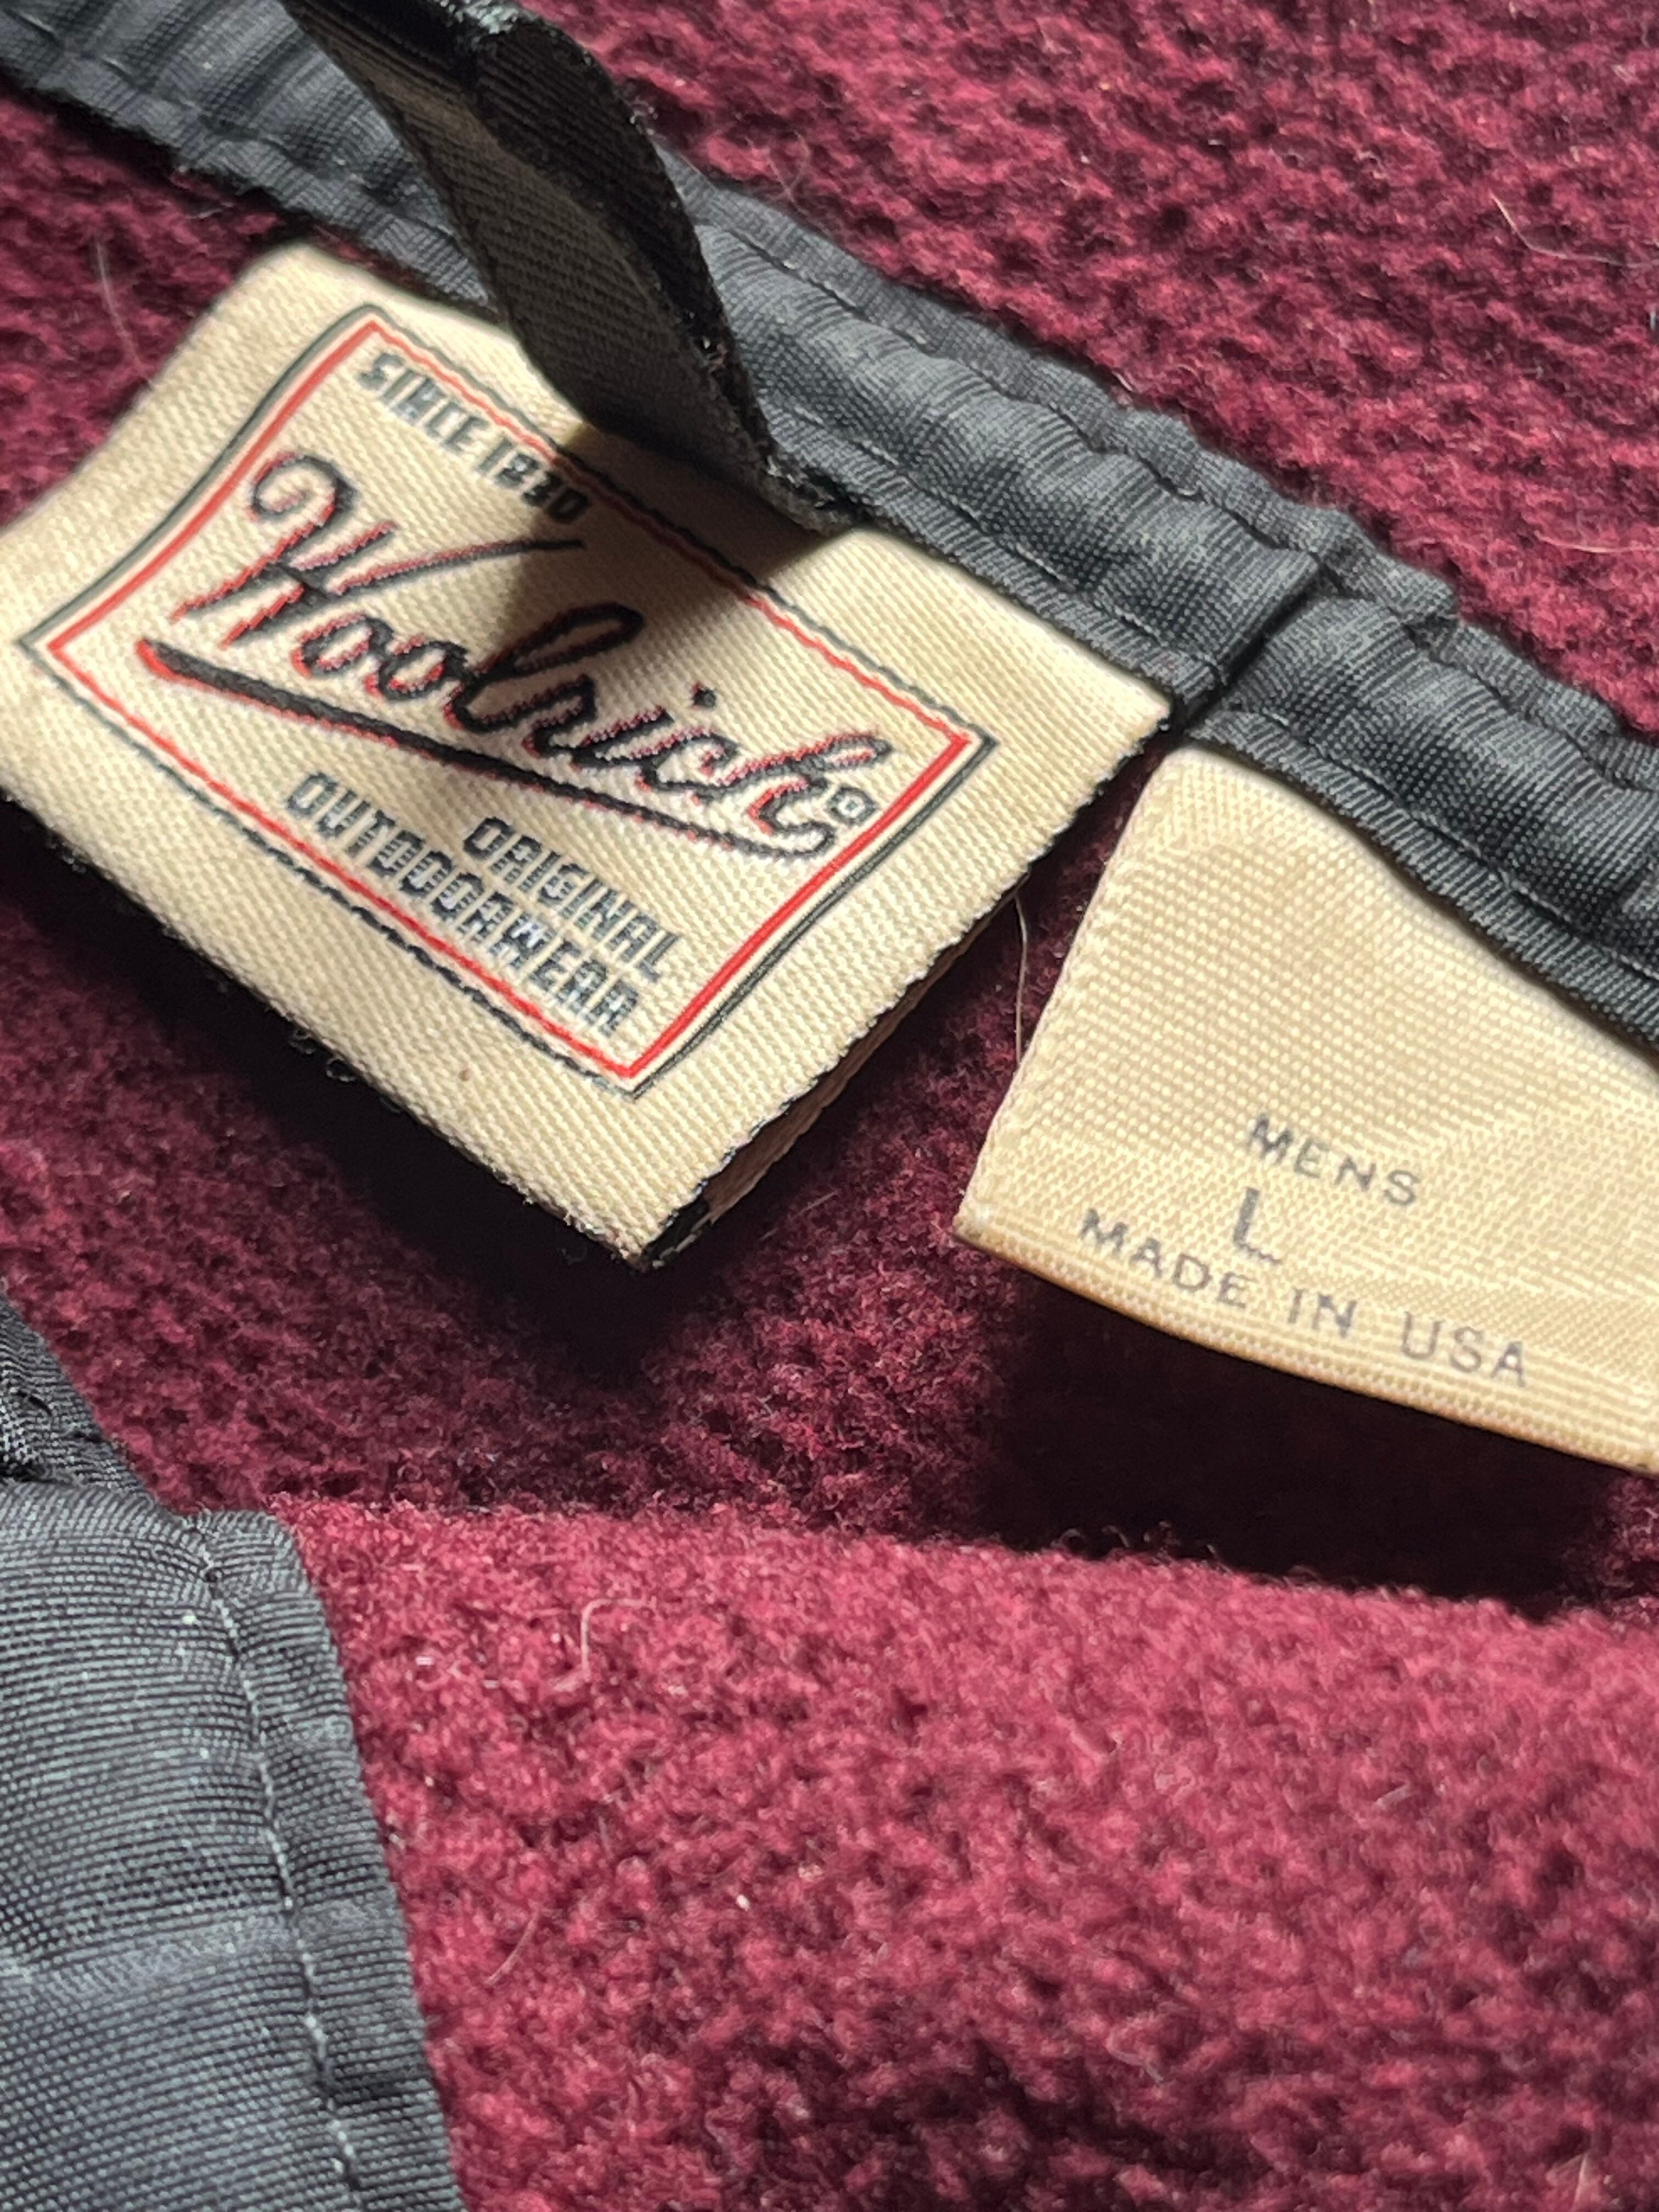 SINCE 1830
Woolrich®
ORIGINAL
OUTDOORWEAR
MENS
L
MADE IN USA